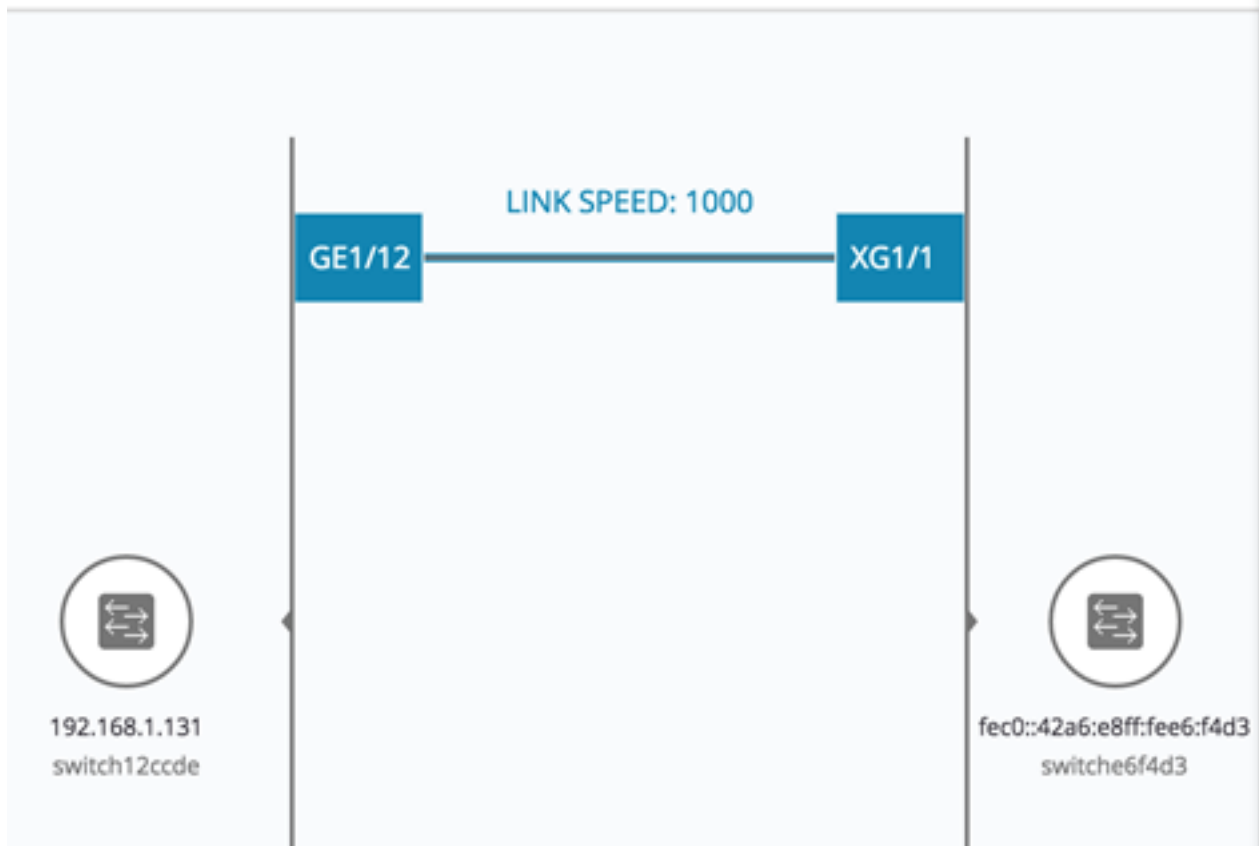 LINK SPEED: 1000
GE1/12
XG1/1
192.168.1.131
switch12ccde
fec0::42a6:e8ff:fee6:f4d3
switche6f4d3